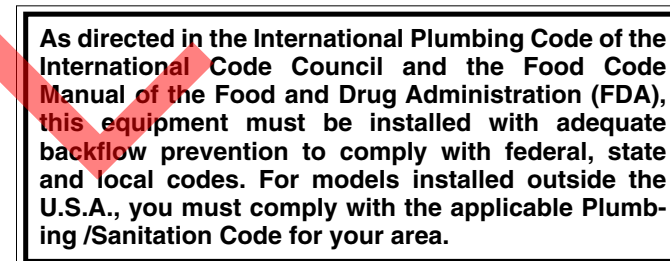 As directed in the International Plumbing Code of the
International Code Council and the Food Code
Manual of the Food and Drug Administration (FDA),
this equipment must be installed with adequate
backflow prevention to comply with federal, state
and local codes. For models installed outside the
U.S.A., you must comply with the applicable Plumb-
ing /Sanitation Code for your area.